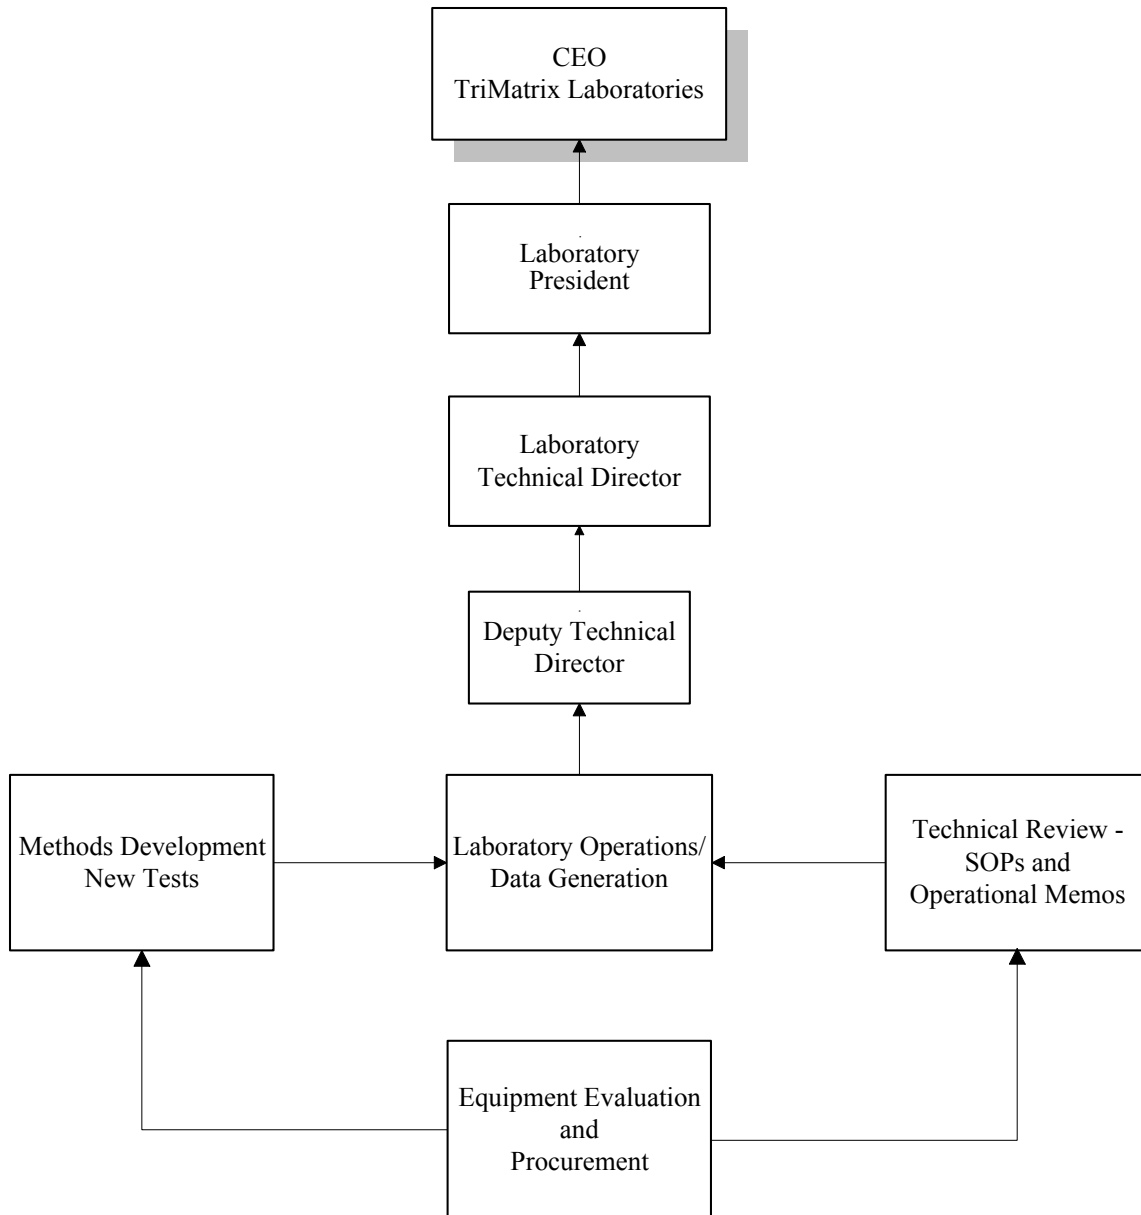 CEO
TriMatrix Laboratories
Laboratory
President
Laboratory
Technical Director
Deputy Technical
Director
Methods Development
New Tests
Laboratory Operations/
Data Generation
Technical Review -
SOPs and
Operational Memos
Equipment Evaluation
and
Procurement